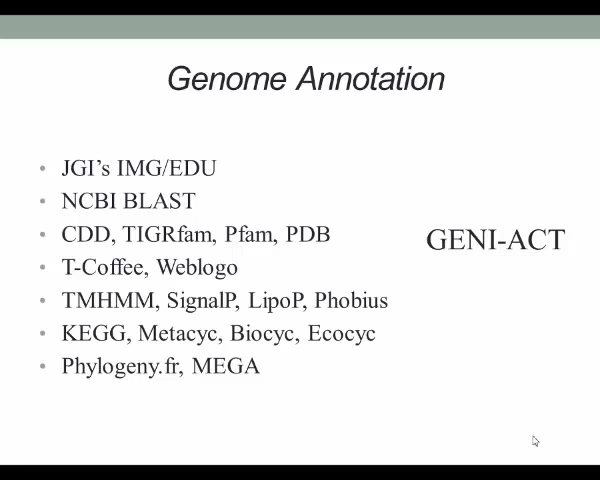 Genome Annotation
• JGI's IMG/EDU
• NCBI BLAST
• CDD, TIGRfam, Pfam, PDB
GENI-ACT
• T-Coffee, Weblogo
• TMHMM, SignalP, LipoP, Phobius
• KEGG, Metacyc, Biocyc, Ecocyc
• Phylogeny.fr, MEGA